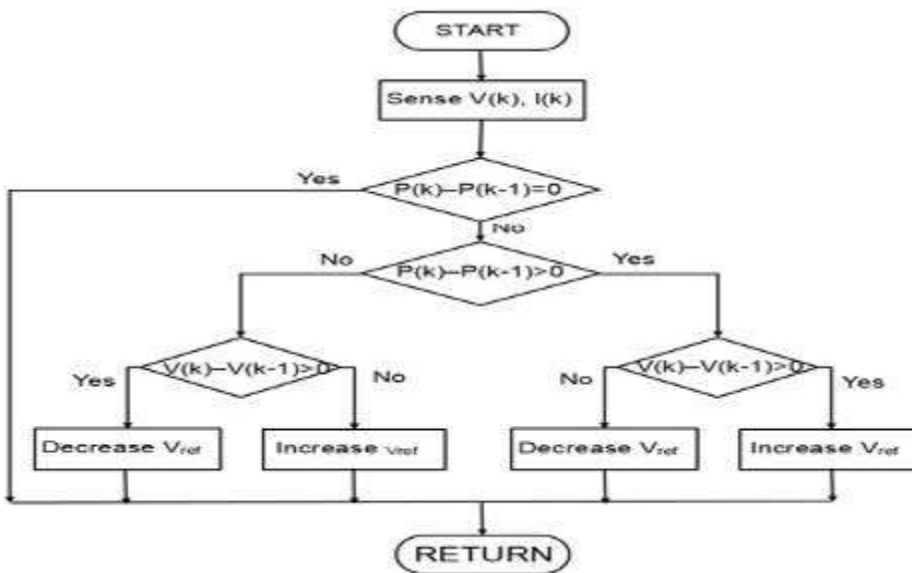 START
Sense V(k), I(k)
Yes
P(k)–P(k-1)=0
No
No
P(k)–P(k-1)>0
Yes
Yes
V(k)–V(k-1)>0
No
No
V(k)–V(k-1)>0
Yes
Decrease Vref
Increase Vref
Decrease Vref
Increase Vref
RETURN